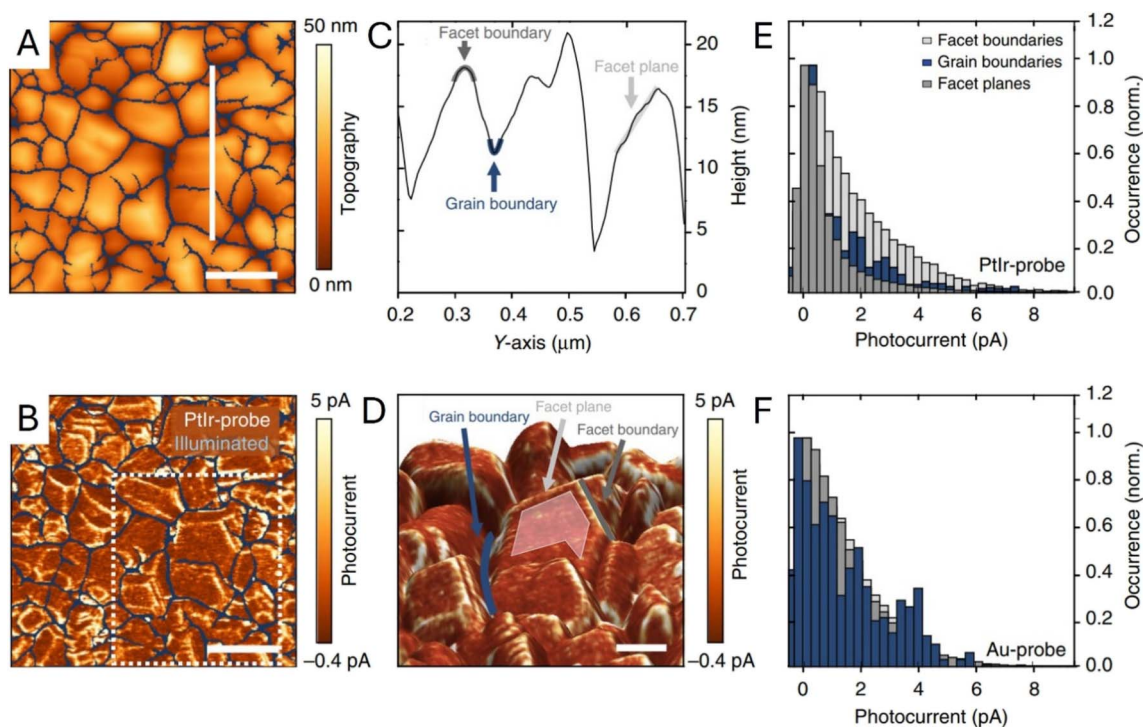 A
50 nm
Topography
0 nm
C
Facet boundary
Facet plane
Grain boundary
20
15
10
5
0
Height (nm)
0.2 0.3 0.4 0.5 0.6 0.7
Y-axis (μm)
E
Facet boundaries
Grain boundaries
Facet planes
PtIr-probe
1.2
1.0
0.8
0.6
0.4
0.2
0.0
Occurrence (norm.)
0 2 4 6 8
Photocurrent (pA)
B
PtIr-probe
Illuminated
5 pA
Photocurrent
–0.4 pA
D
Grain boundary
Facet plane
Facet boundary
5 pA
Photocurrent
–0.4 pA
F
Au-probe
1.2
1.0
0.8
0.6
0.4
0.2
0.0
Occurrence (norm.)
0 2 4 6 8
Photocurrent (pA)